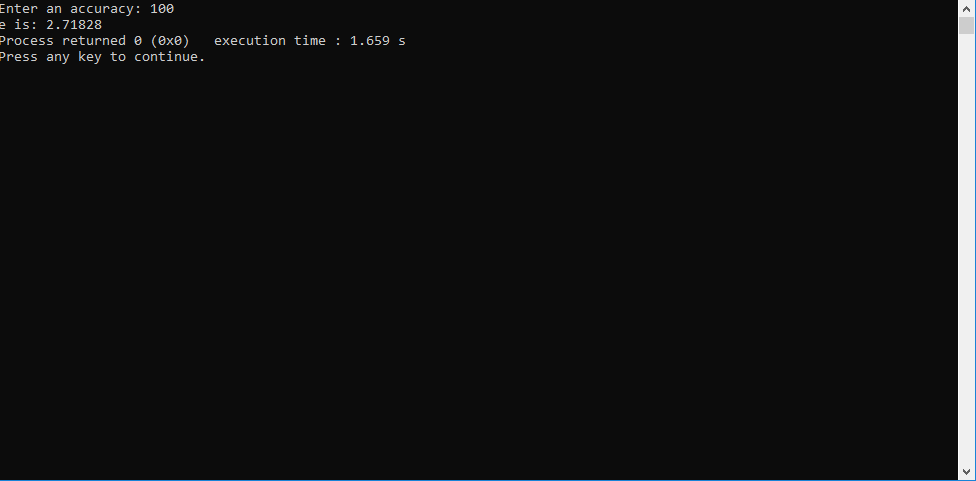 Enter an accuracy: 100
e is: 2.71828
Process returned 0 (0x0)   execution time : 1.659 s
Press any key to continue.